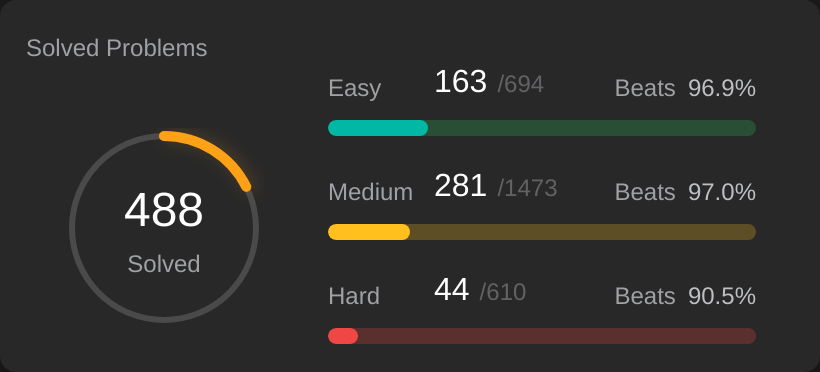 Solved Problems
488
Solved
Easy 163 /694 Beats 96.9%
Medium 281 /1473 Beats 97.0%
Hard 44 /610 Beats 90.5%